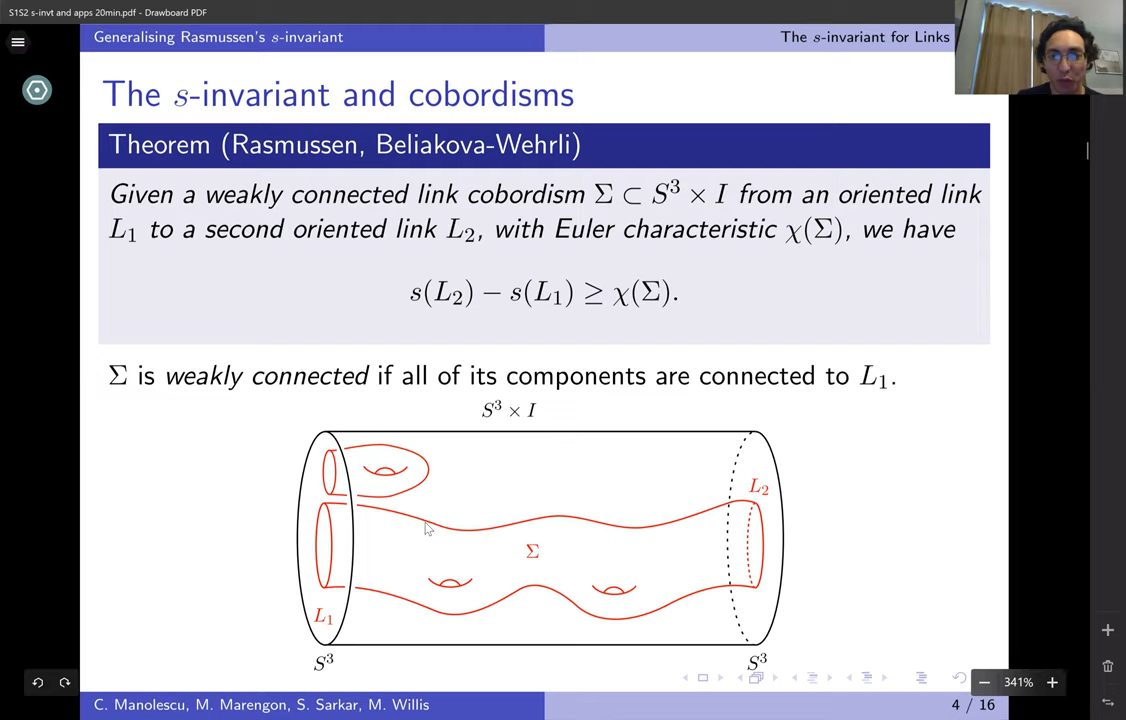 S1S2 s-invt and apps 20min.pdf - Drawboard PDF
Generalising Rasmussen's s-invariant
The s-invariant for Links
The s-invariant and cobordisms
Theorem (Rasmussen, Beliakova-Wehrli)
Given a weakly connected link cobordism Σ ⊂ S³ × I from an oriented link
L₁ to a second oriented link L₂, with Euler characteristic χ(Σ), we have
s(L₂) − s(L₁) ≥ χ(Σ).
Σ is weakly connected if all of its components are connected to L₁.
S³ × I
L₂
Σ
L₁
S³
S³
341%
C. Manolescu, M. Marengon, S. Sarkar, M. Willis
4 / 16